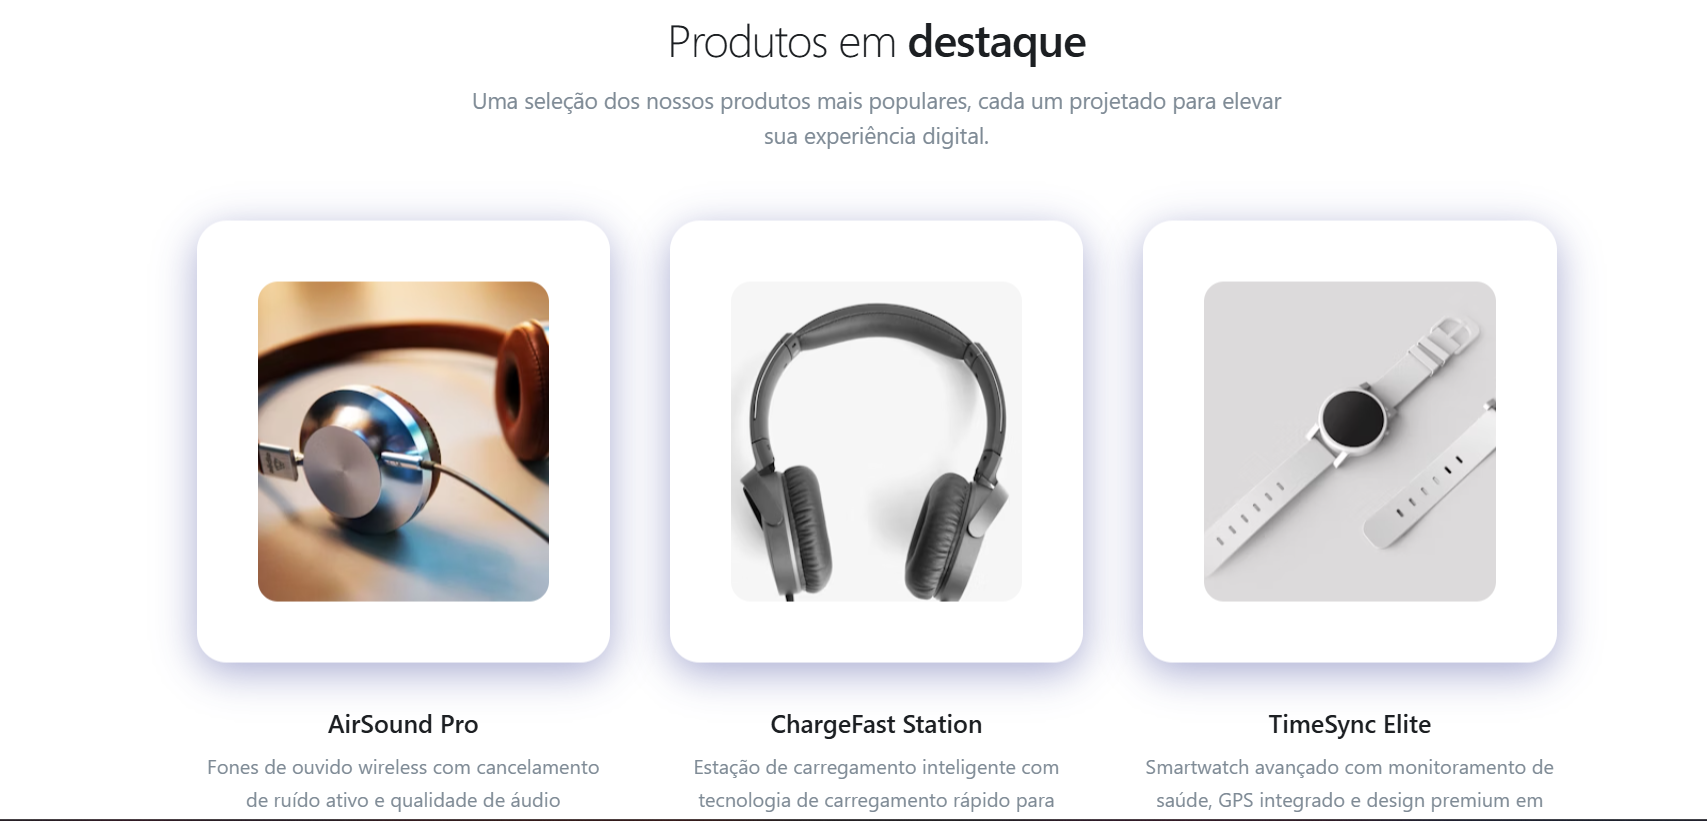 Produtos em destaque
Uma seleção dos nossos produtos mais populares, cada um projetado para elevar
sua experiência digital.
AirSound Pro
Fones de ouvido wireless com cancelamento
de ruído ativo e qualidade de áudio
ChargeFast Station
Estação de carregamento inteligente com
tecnologia de carregamento rápido para
TimeSync Elite
Smartwatch avançado com monitoramento de
saúde, GPS integrado e design premium em